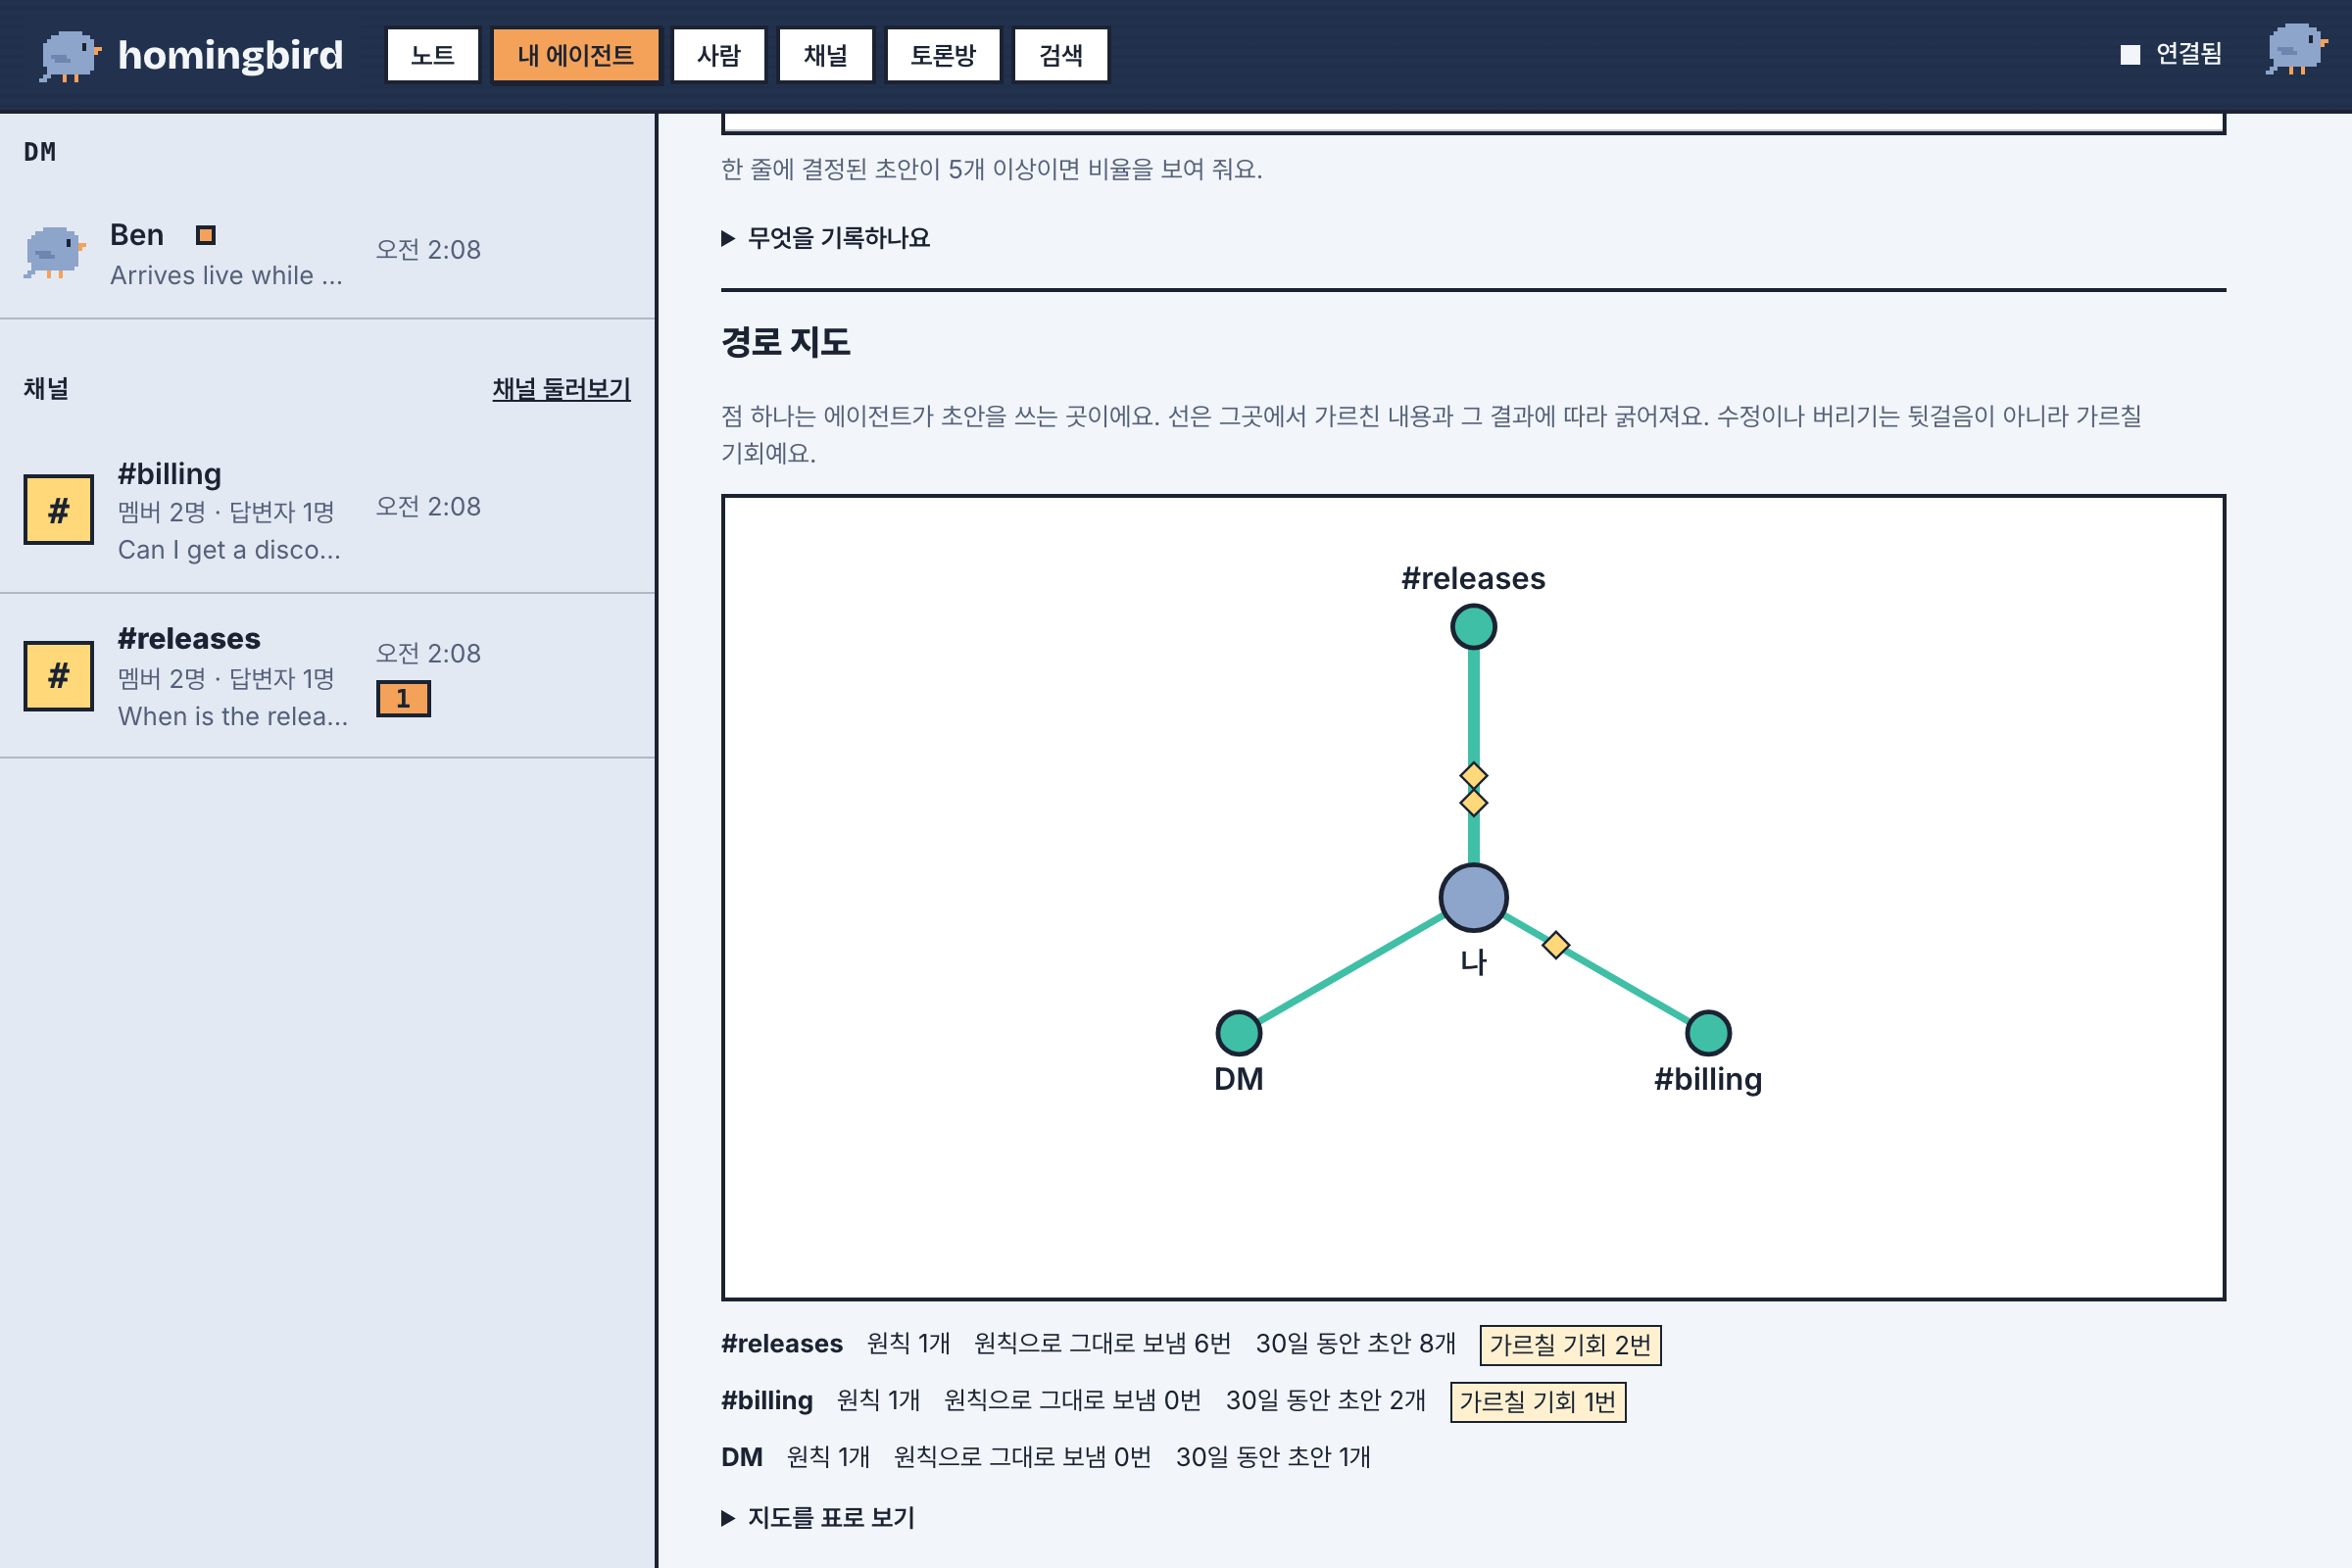 homingbird
노트
내 에이전트
사람
채널
토론방
검색
연결됨
DM
Ben
오전 2:08
Arrives live while ...
채널
채널 둘러보기
#
#billing
멤버 2명 · 답변자 1명
오전 2:08
Can I get a disco...
#
#releases
오전 2:08
멤버 2명 · 답변자 1명
1
When is the relea...
한 줄에 결정된 초안이 5개 이상이면 비율을 보여 줘요.
▶ 무엇을 기록하나요
경로 지도
점 하나는 에이전트가 초안을 쓰는 곳이에요. 선은 그곳에서 가르친 내용과 그 결과에 따라 굵어져요. 수정이나 버리기는 뒷걸음이 아니라 가르칠
기회예요.
#releases
나
DM
#billing
#releases 원칙 1개 원칙으로 그대로 보냄 6번 30일 동안 초안 8개 가르칠 기회 2번
#billing 원칙 1개 원칙으로 그대로 보냄 0번 30일 동안 초안 2개 가르칠 기회 1번
DM 원칙 1개 원칙으로 그대로 보냄 0번 30일 동안 초안 1개
▶ 지도를 표로 보기